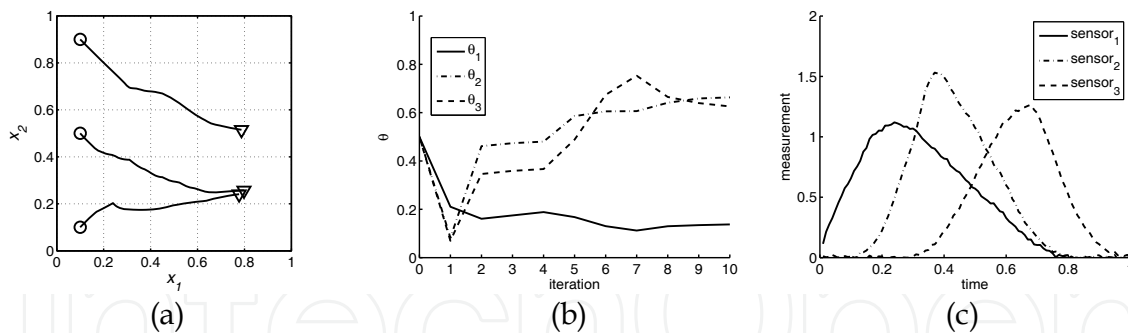 1
0.8
0.6
0.4
0.2
0
x₂
0
0.2
0.4
0.6
0.8
1
x₁
(a)
1
0.8
0.6
0.4
0.2
0
θ
θ₁
θ₂
θ₃
0
1
2
3
4
5
6
7
8
9
10
iteration
(b)
2
1.5
1
0.5
0
measurement
sensor₁
sensor₂
sensor₃
0
0.2
0.4
0.6
0.8
time
(c)